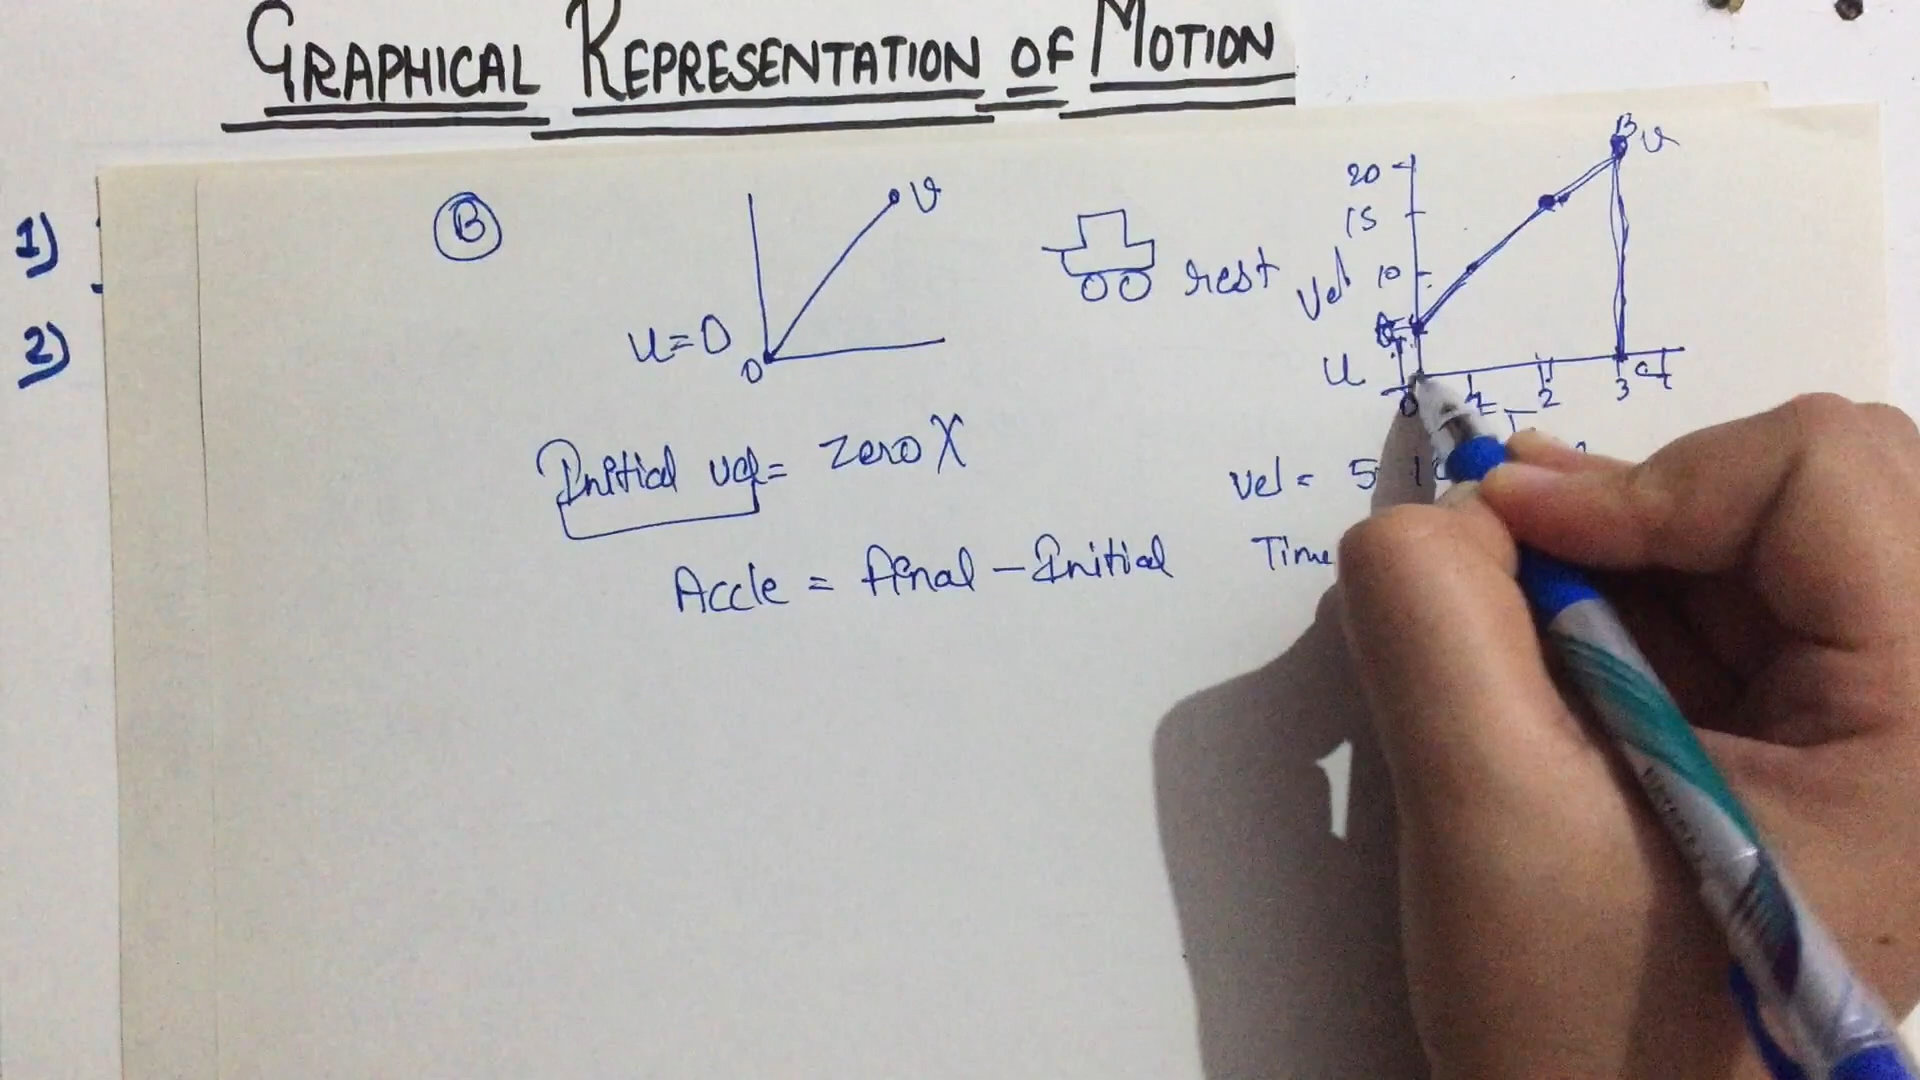 GRAPHICAL REPRESENTATION OF MOTION
1)
2)
B
v
u=0
0
rest
Initial vel= zero X
Accle = final - Initial
B v
20
15
10
vel
u
0 1 2 3 t
c
vel = 5
Time